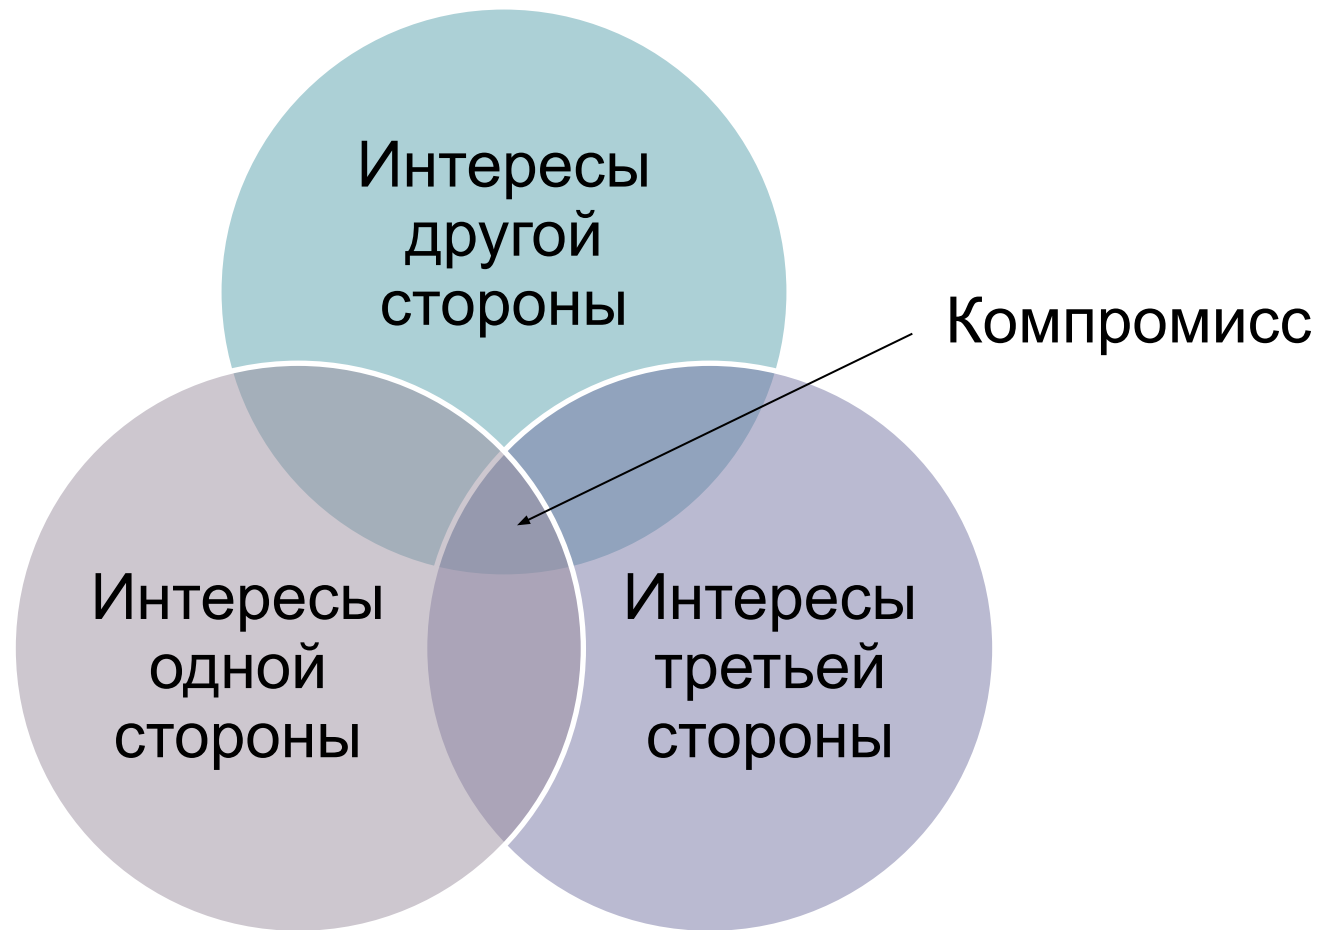 Интересы
другой
стороны
Компромисс
Интересы
одной
стороны
Интересы
третьей
стороны